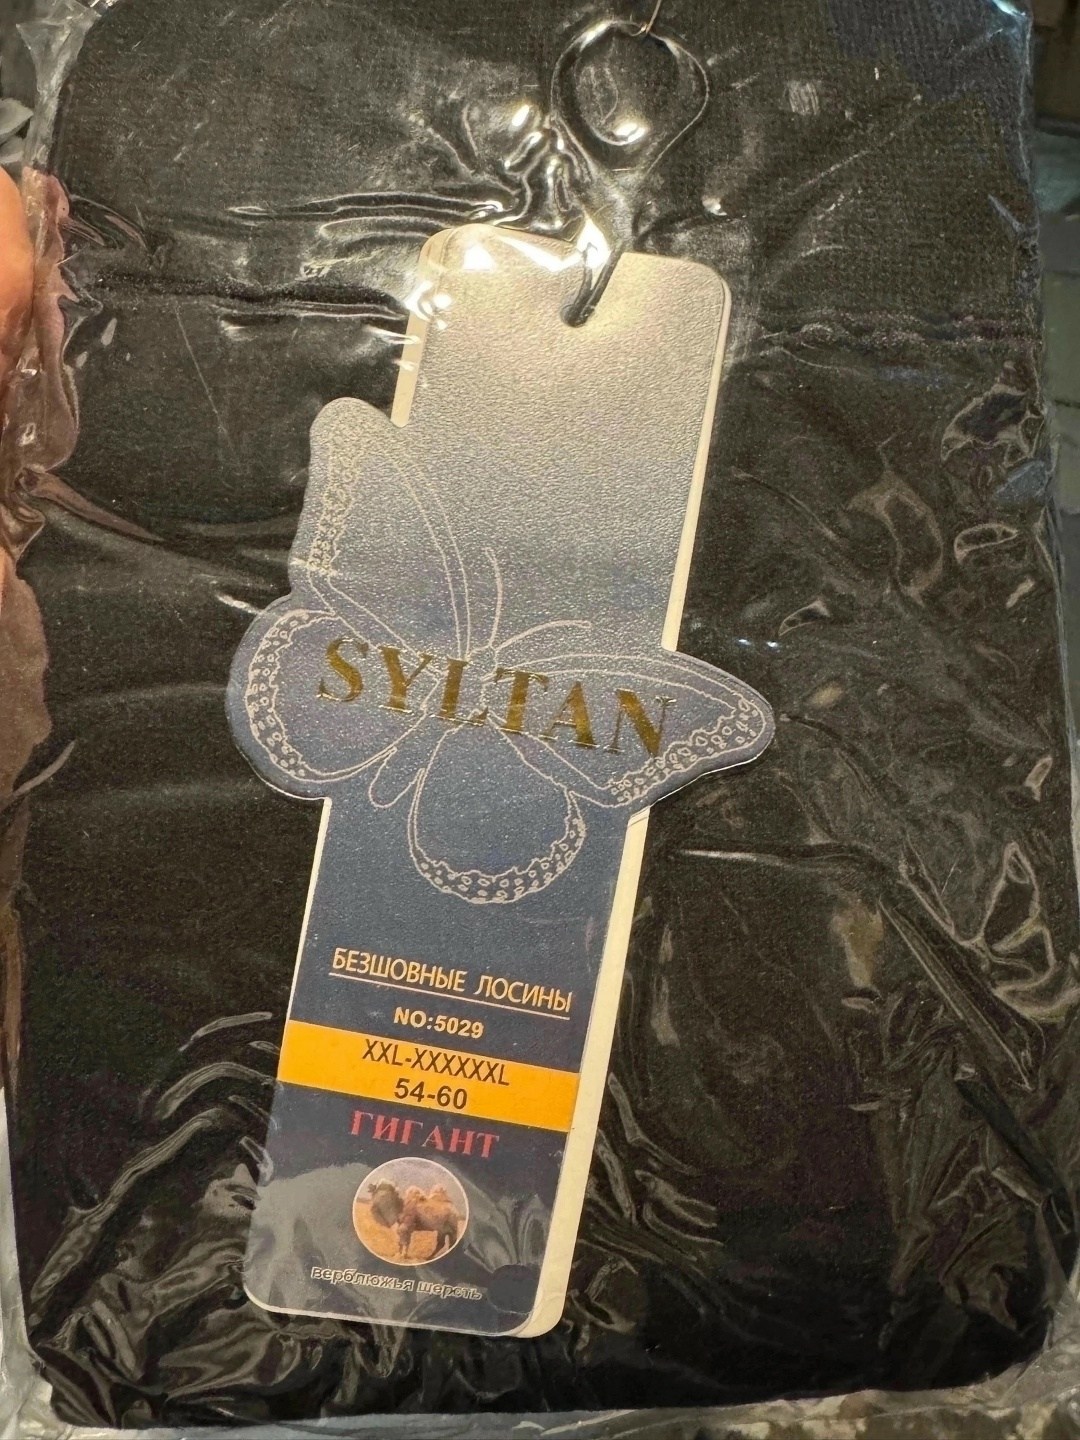 SYLTAN
БЕЗШОВНЫЕ ЛОСИНЫ
NO:5029
XXL-XXXXXXL
54-60
ГИГАНТ
верблюжья шерсть